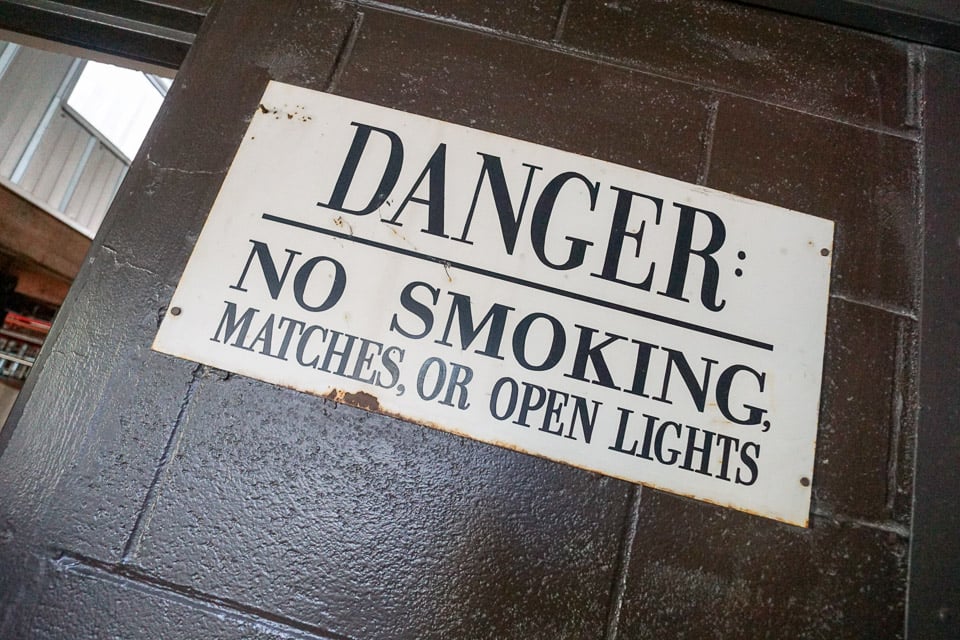 DANGER:
NO SMOKING,
MATCHES, OR OPEN LIGHTS